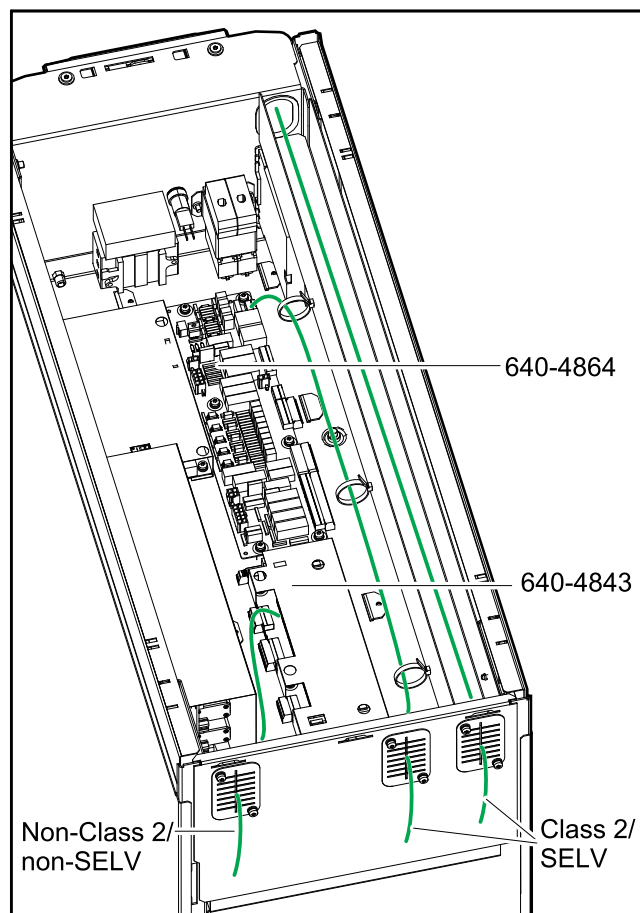 640-4864
640-4843
Non-Class 2/
non-SELV
Class 2/
SELV